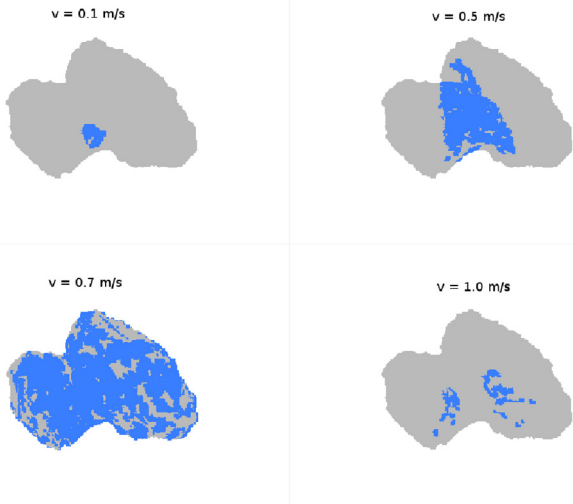 v = 0.1 m/s
v = 0.5 m/s
v = 0.7 m/s
v = 1.0 m/s